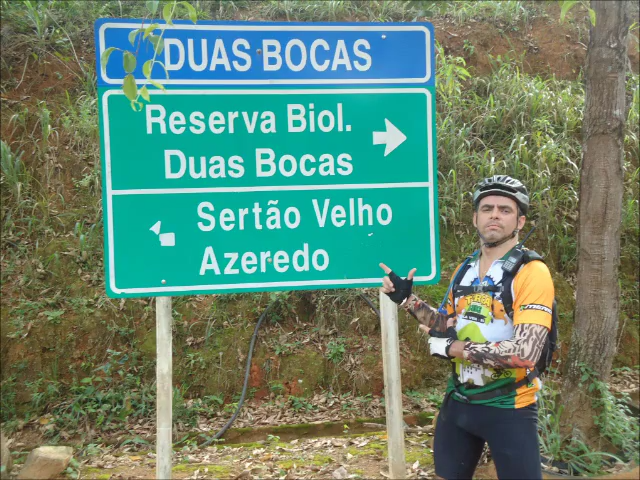 DUAS BOCAS
Reserva Biol.
Duas Bocas
Sertão Velho
Azeredo